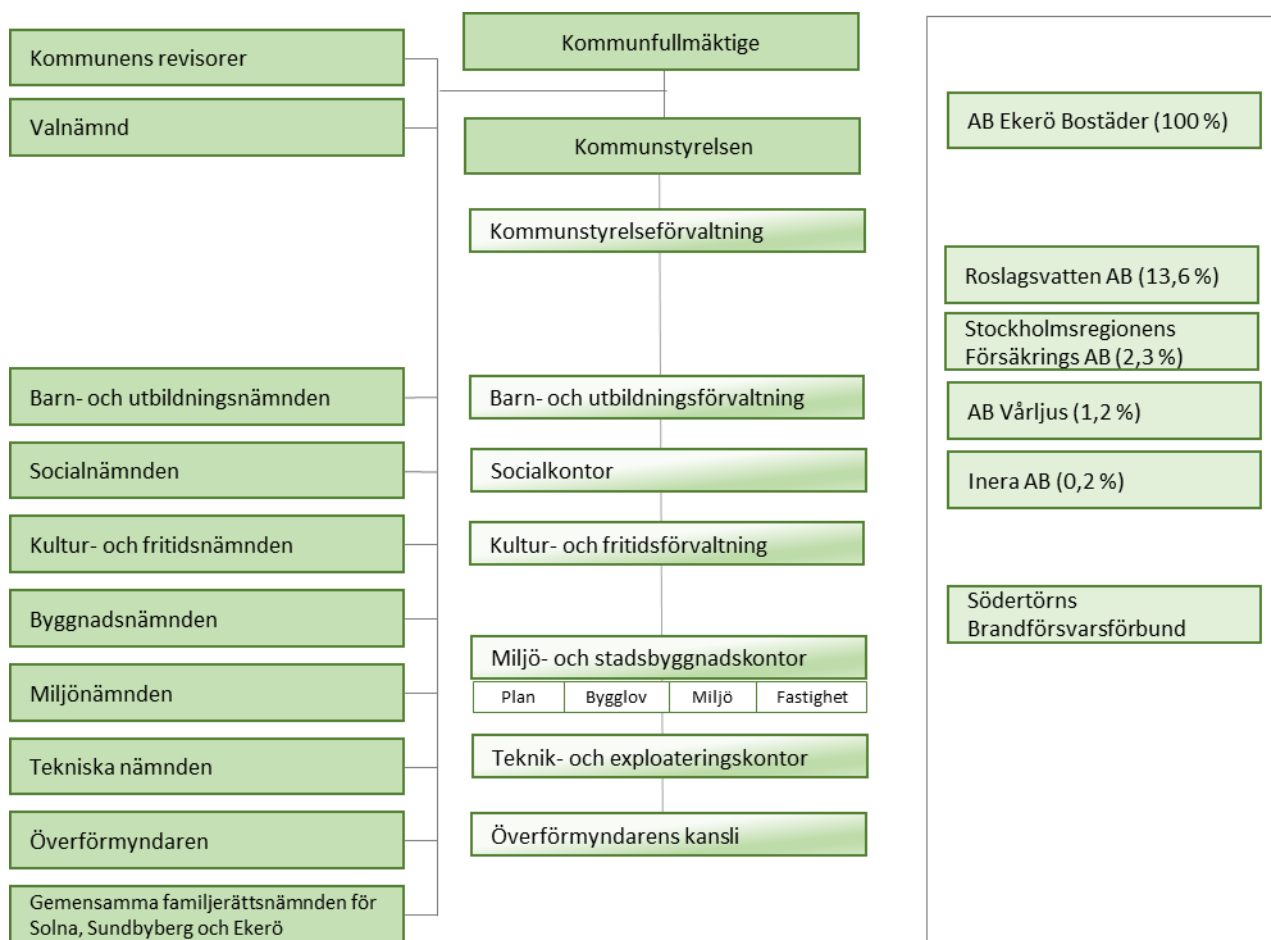 Kommunens revisorer
Valnämnd
Barn- och utbildningsnämnden
Socialnämnden
Kultur- och fritidsnämnden
Byggnadsnämnden
Miljönämnden
Tekniska nämnden
Överförmyndaren
Gemensamma familjerättsnämnden för
Solna, Sundbyberg och Ekerö
Kommunfullmäktige
Kommunstyrelsen
Kommunstyrelseförvaltning
Barn- och utbildningsförvaltning
Socialkontor
Kultur- och fritidsförvaltning
Miljö- och stadsbyggnadskontor
Plan Bygglov Miljö Fastighet
Teknik- och exploateringskontor
Överförmyndarens kansli
AB Ekerö Bostäder (100 %)
Roslagsvatten AB (13,6 %)
Stockholmsregionens
Försäkrings AB (2,3 %)
AB Vårljus (1,2 %)
Inera AB (0,2 %)
Södertörns
Brandförsvarsförbund